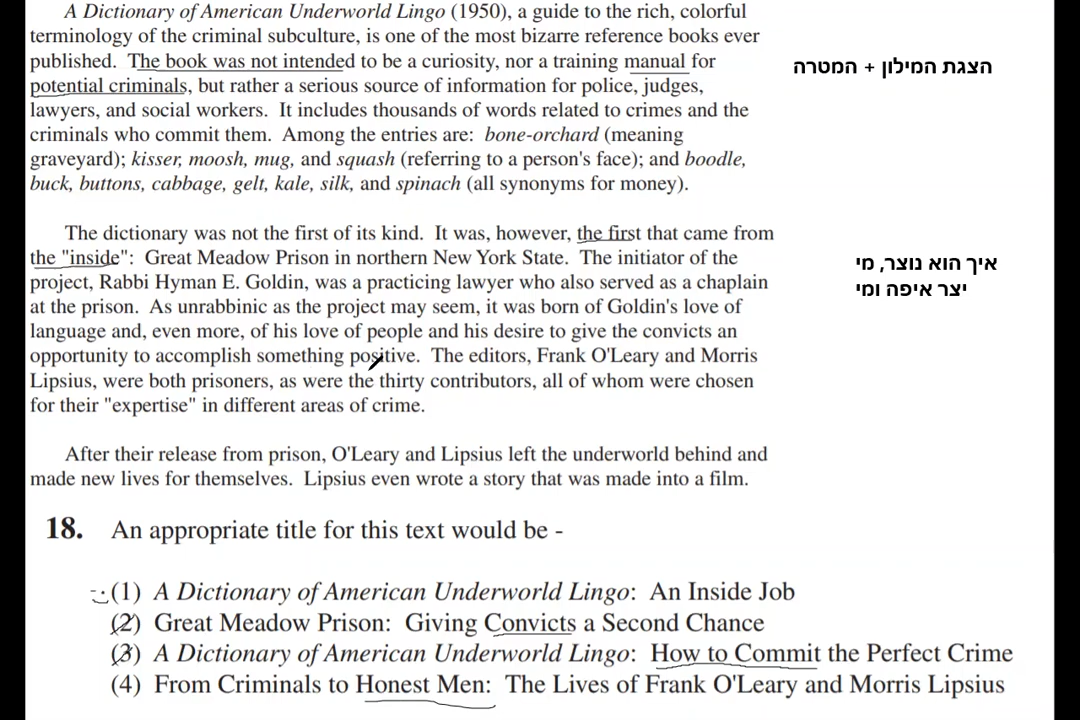 A Dictionary of American Underworld Lingo (1950), a guide to the rich, colorful
terminology of the criminal subculture, is one of the most bizarre reference books ever
published. The book was not intended to be a curiosity, nor a training manual for
potential criminals, but rather a serious source of information for police, judges,
lawyers, and social workers. It includes thousands of words related to crimes and the
criminals who commit them. Among the entries are: bone-orchard (meaning
graveyard); kisser, moosh, mug, and squash (referring to a person's face); and boodle,
buck, buttons, cabbage, gelt, kale, silk, and spinach (all synonyms for money).
הצגת המילון + המטרה
The dictionary was not the first of its kind. It was, however, the first that came from
the "inside": Great Meadow Prison in northern New York State. The initiator of the
project, Rabbi Hyman E. Goldin, was a practicing lawyer who also served as a chaplain
at the prison. As unrabbinic as the project may seem, it was born of Goldin's love of
language and, even more, of his love of people and his desire to give the convicts an
opportunity to accomplish something positive. The editors, Frank O'Leary and Morris
Lipsius, were both prisoners, as were the thirty contributors, all of whom were chosen
for their "expertise" in different areas of crime.
איך הוא נוצר, מי
יצר איפה ומי
After their release from prison, O'Leary and Lipsius left the underworld behind and
made new lives for themselves. Lipsius even wrote a story that was made into a film.
18. An appropriate title for this text would be -
(1) A Dictionary of American Underworld Lingo: An Inside Job
(2) Great Meadow Prison: Giving Convicts a Second Chance
(3) A Dictionary of American Underworld Lingo: How to Commit the Perfect Crime
(4) From Criminals to Honest Men: The Lives of Frank O'Leary and Morris Lipsius